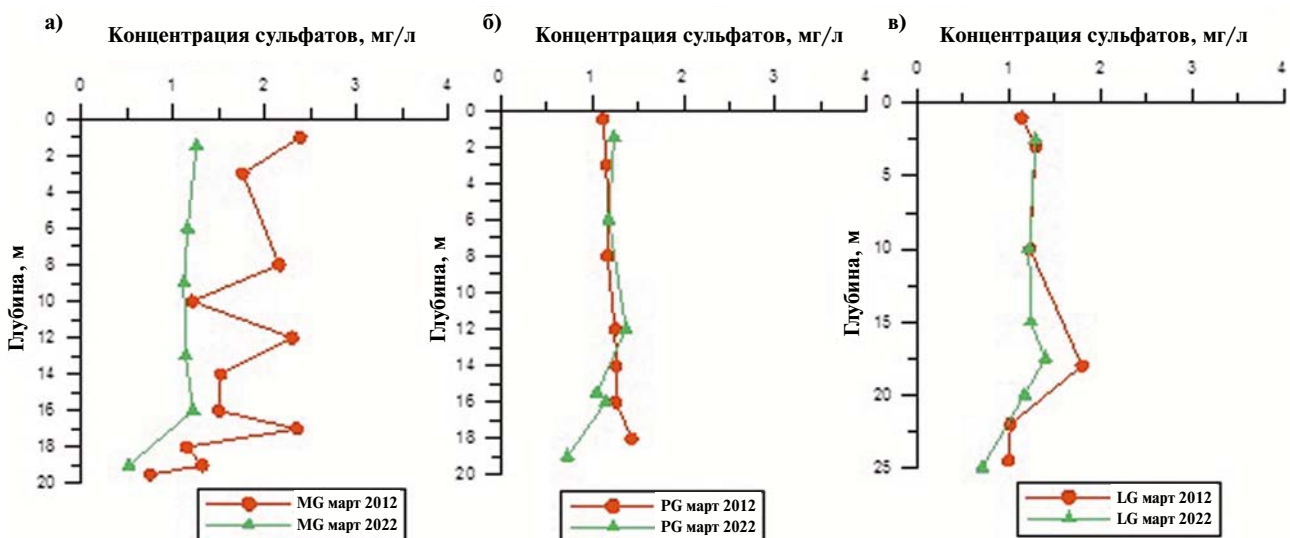 а)
Концентрация сульфатов, мг/л
0 1 2 3 4
Глубина, м
0
2
4
6
8
10
12
14
16
18
20
MG март 2012
MG март 2022
б)
Концентрация сульфатов, мг/л
0 1 2 3 4
Глубина, м
0
2
4
6
8
10
12
14
16
18
20
PG март 2012
PG март 2022
в)
Концентрация сульфатов, мг/л
0 1 2 3 4
Глубина, м
0
5
10
15
20
25
LG март 2012
LG март 2022